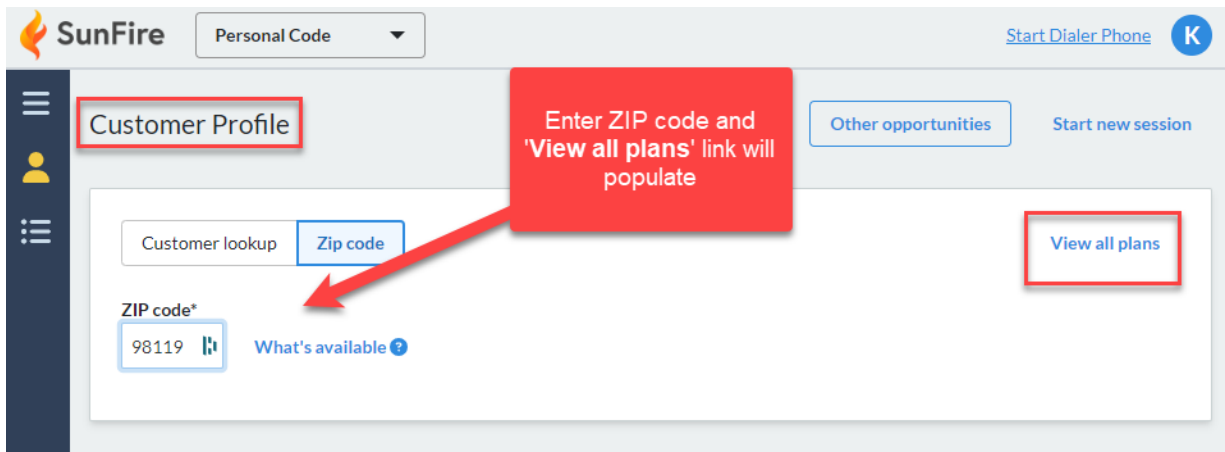 SunFire
Personal Code
Start Dialer Phone
K
Customer Profile
Enter ZIP code and
'View all plans' link will
populate
Other opportunities
Start new session
Customer lookup
Zip code
View all plans
ZIP code*
98119
What's available ?